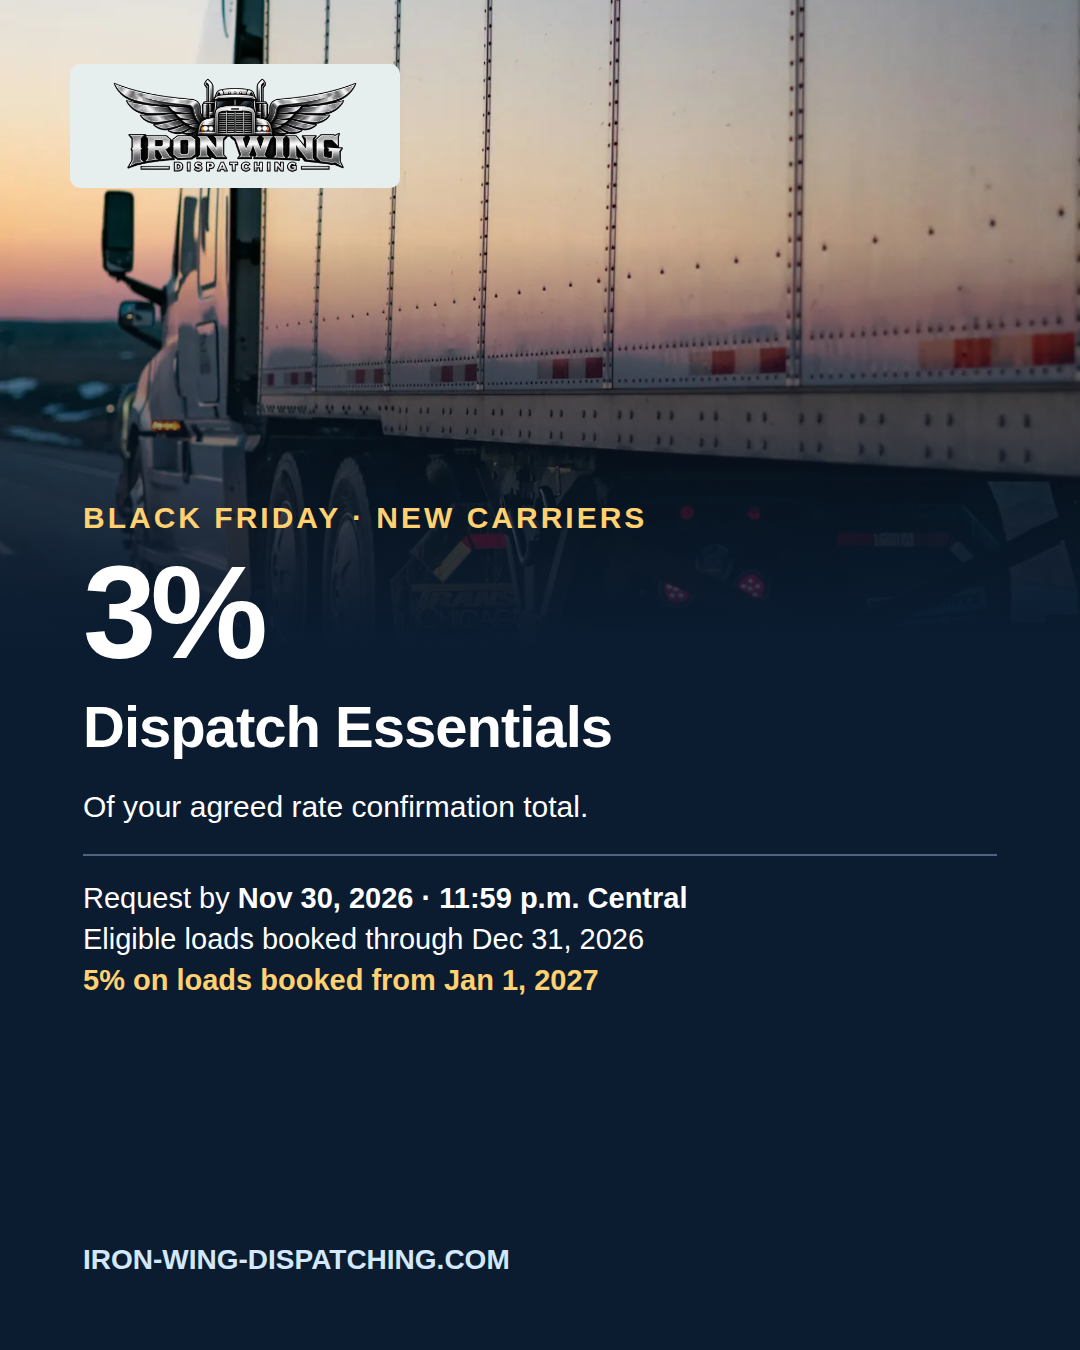 IRON WING
DISPATCHING
BLACK FRIDAY · NEW CARRIERS
3%
Dispatch Essentials
Of your agreed rate confirmation total.
Request by Nov 30, 2026 · 11:59 p.m. Central
Eligible loads booked through Dec 31, 2026
5% on loads booked from Jan 1, 2027
IRON-WING-DISPATCHING.COM